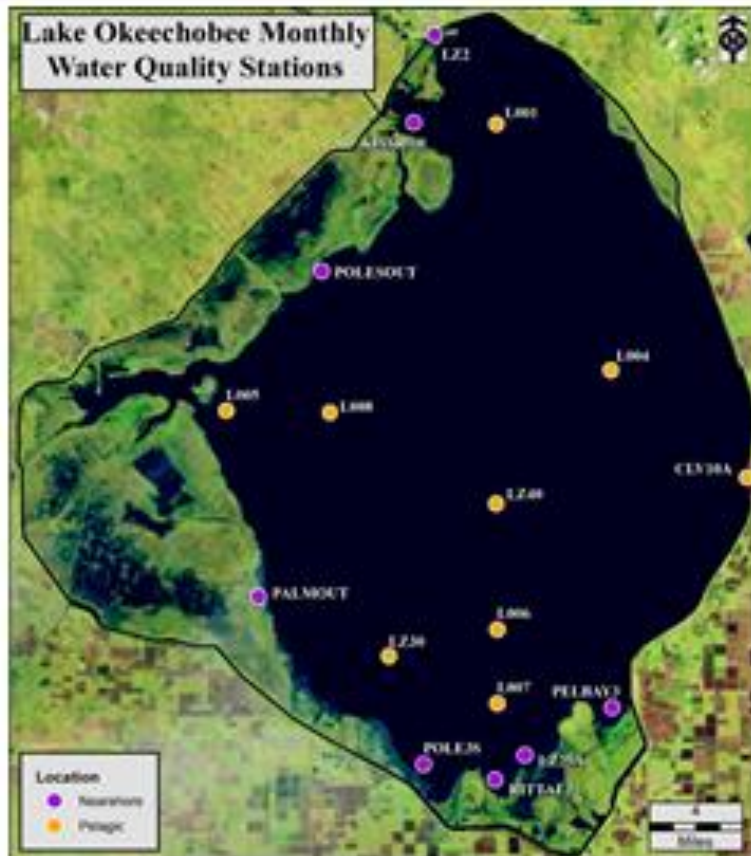 Lake Okeechobee Monthly
Water Quality Stations
LZ2
L001
POLESOUT
L004
L005
L008
CLV10A
LZ40
PALMOUT
L006
LZ30
L007
PELBAY3
POLE3S
Location
Nearshore
Pelagic
4
Miles